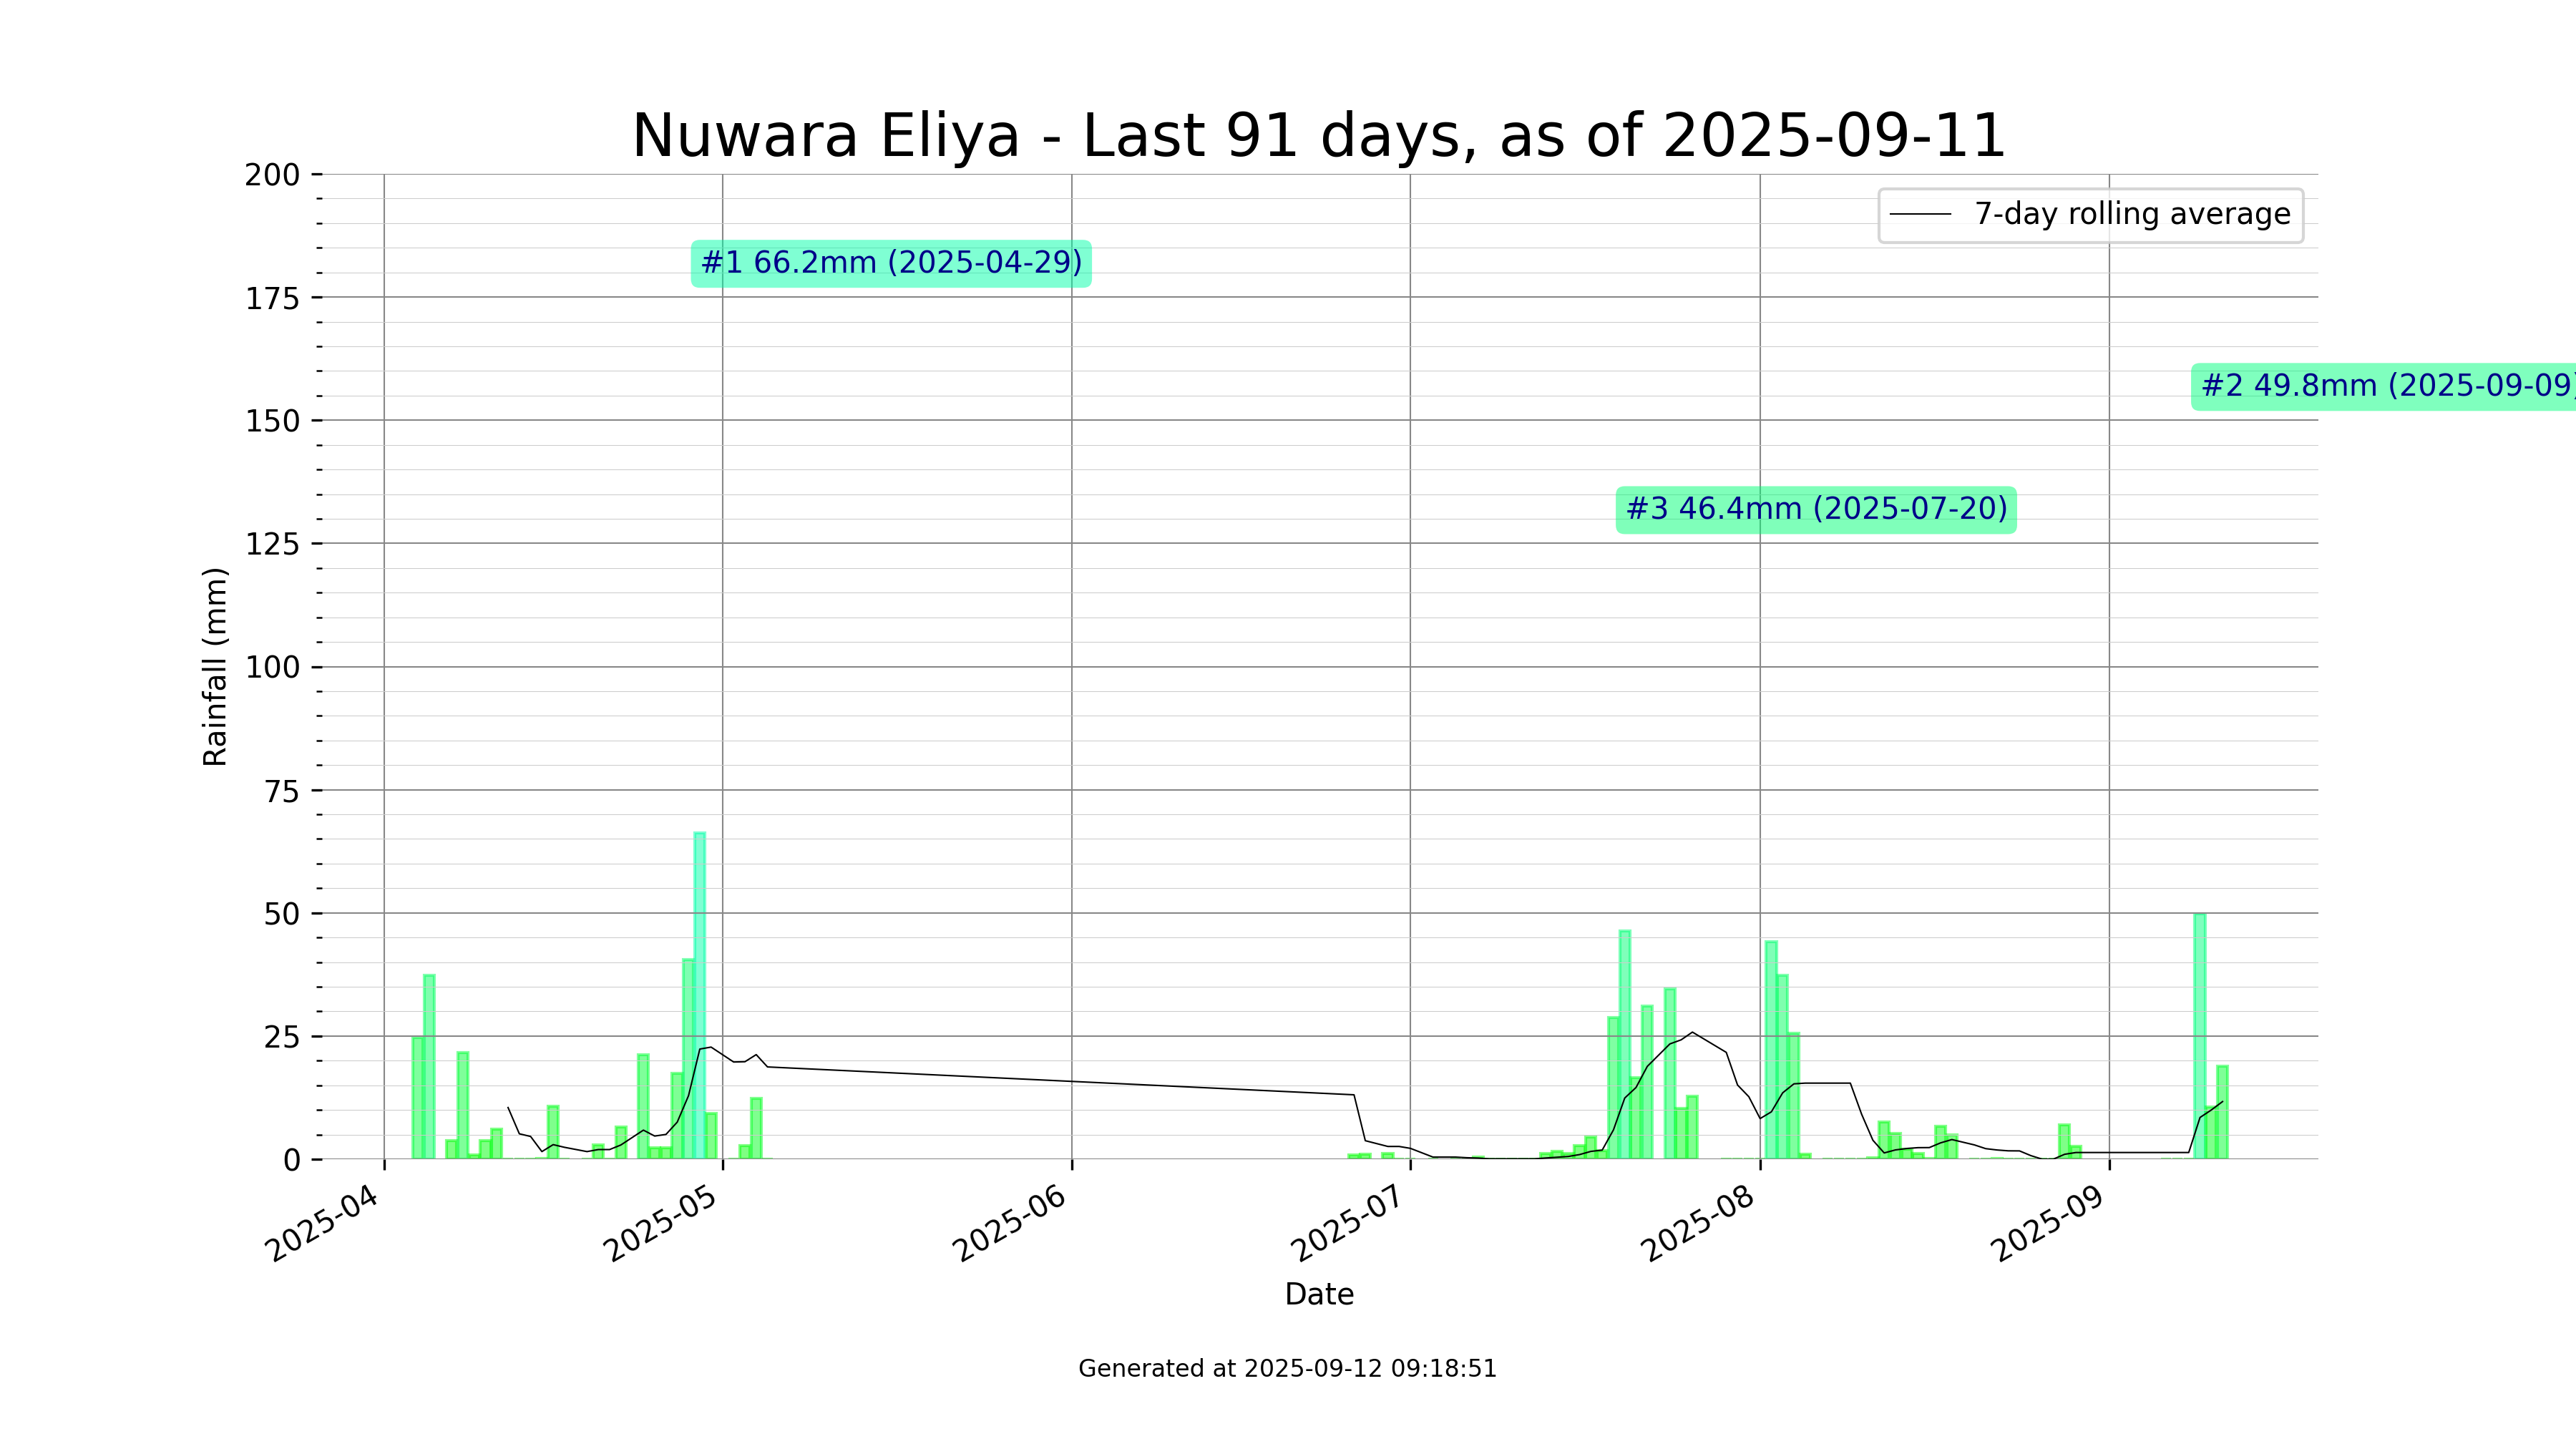 Nuwara Eliya - Last 91 days, as of 2025-09-11
200
175
150
125
100
75
50
25
0
Rainfall (mm)
7-day rolling average
#1 66.2mm (2025-04-29)
#2 49.8mm (2025-09-09)
#3 46.4mm (2025-07-20)
2025-04
2025-05
2025-06
2025-07
2025-08
2025-09
Date
Generated at 2025-09-12 09:18:51